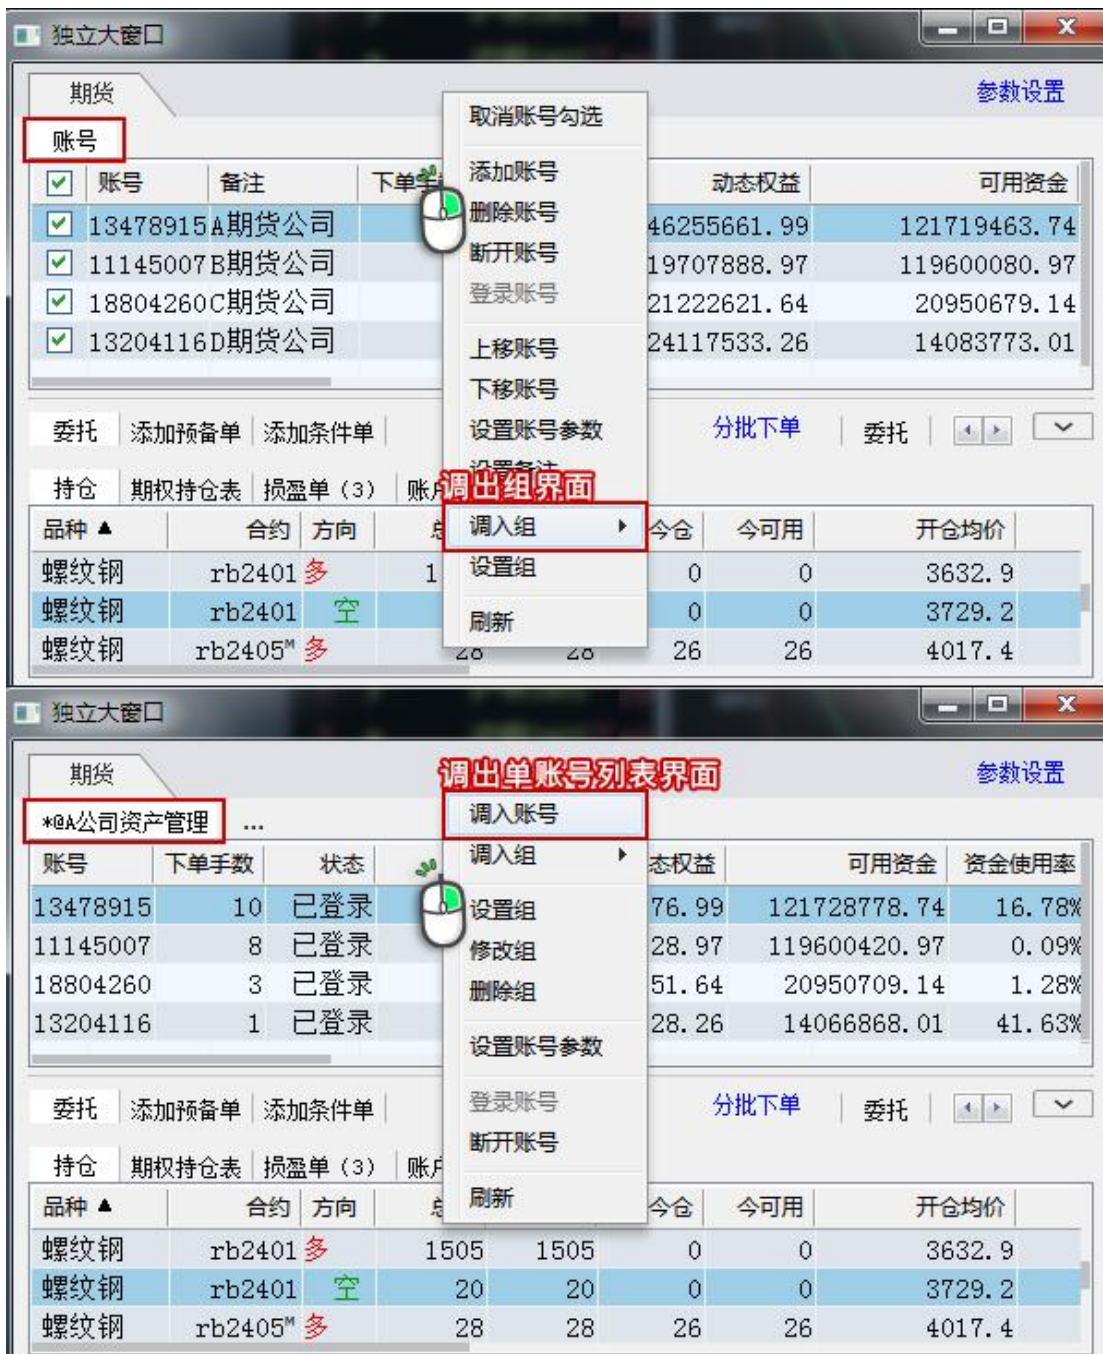 独立大窗口
期货
参数设置
账号
账号 备注 下单手 动态权益 可用资金
13478915 A期货公司 46255661.99 121719463.74
11145007 B期货公司 19707888.97 119600080.97
18804260 C期货公司 21222621.64 20950679.14
13204116 D期货公司 24117533.26 14083773.01
取消账号勾选
添加账号
删除账号
断开账号
登录账号
上移账号
下移账号
设置账号参数
设置备注
调出组界面
调入组
设置组
刷新
委托 添加预备单 添加条件单 分批下单 委托
持仓 期权持仓表 损盈单(3) 账户
品种▲ 合约 方向 总 今仓 今可用 开仓均价
螺纹钢 rb2401 多 1 0 0 3632.9
螺纹钢 rb2401 空 0 0 3729.2
螺纹钢 rb2405M 多 28 28 26 26 4017.4
独立大窗口
期货
参数设置
*@A公司资产管理 ...
账号 下单手数 状态 态权益 可用资金 资金使用率
13478915 10 已登录 76.99 121728778.74 16.78%
11145007 8 已登录 28.97 119600420.97 0.09%
18804260 3 已登录 51.64 20950709.14 1.28%
13204116 1 已登录 28.26 14066868.01 41.63%
调出单账号列表界面
调入账号
调入组
设置组
修改组
删除组
设置账号参数
登录账号
断开账号
刷新
委托 添加预备单 添加条件单 分批下单 委托
持仓 期权持仓表 损盈单(3) 账户
品种▲ 合约 方向 总 今仓 今可用 开仓均价
螺纹钢 rb2401 多 1505 1505 0 0 3632.9
螺纹钢 rb2401 空 20 20 0 0 3729.2
螺纹钢 rb2405M 多 28 28 26 26 4017.4